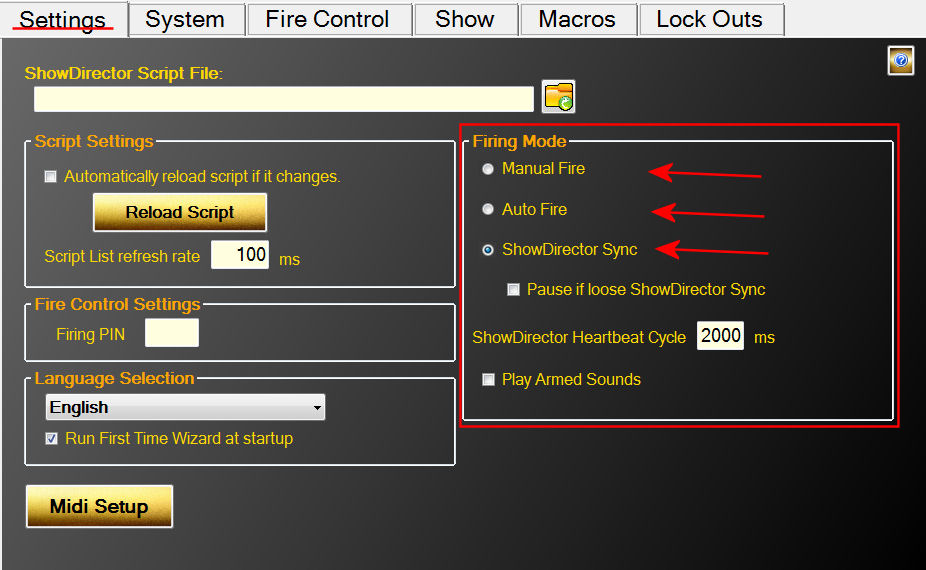 Settings System Fire Control Show Macros Lock Outs
ShowDirector Script File:
Script Settings
Automatically reload script if it changes.
Reload Script
Script List refresh rate 100 ms
Fire Control Settings
Firing PIN
Language Selection
English
Run First Time Wizard at startup
Midi Setup
Firing Mode
Manual Fire
Auto Fire
ShowDirector Sync
Pause if loose ShowDirector Sync
ShowDirector Heartbeat Cycle 2000 ms
Play Armed Sounds